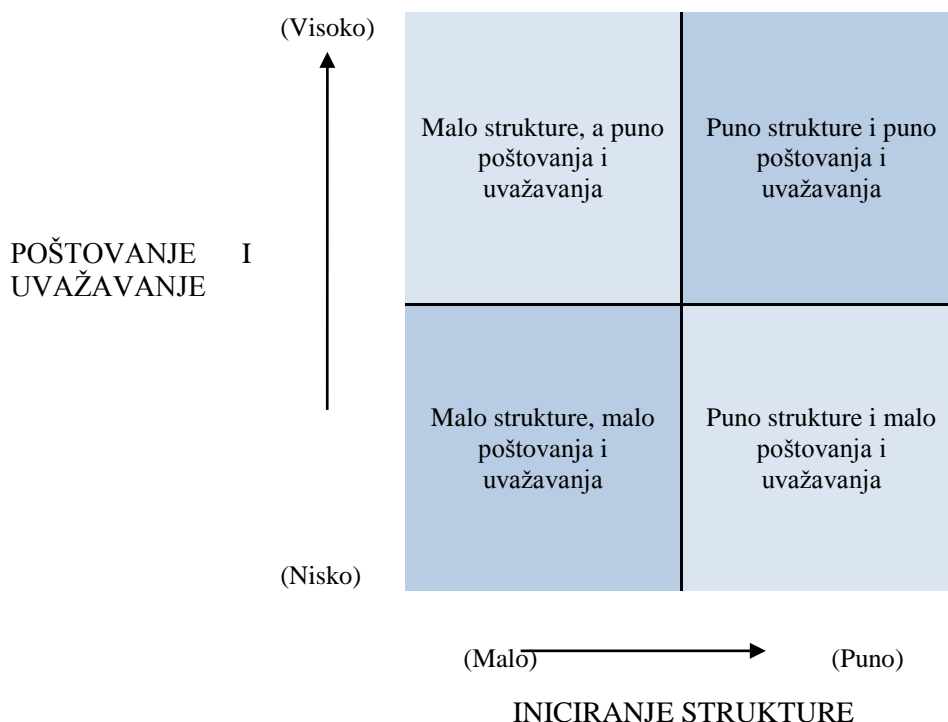 (Visoko)
Malo strukture, a puno
poštovanja i
uvažavanja
Puno strukture i puno
poštovanja i
uvažavanja
POŠTOVANJE I
UVAŽAVANJE
Malo strukture, malo
poštovanja i
uvažavanja
Puno strukture i malo
poštovanja i
uvažavanja
(Nisko)
(Malo)
(Puno)
INICIRANJE STRUKTURE